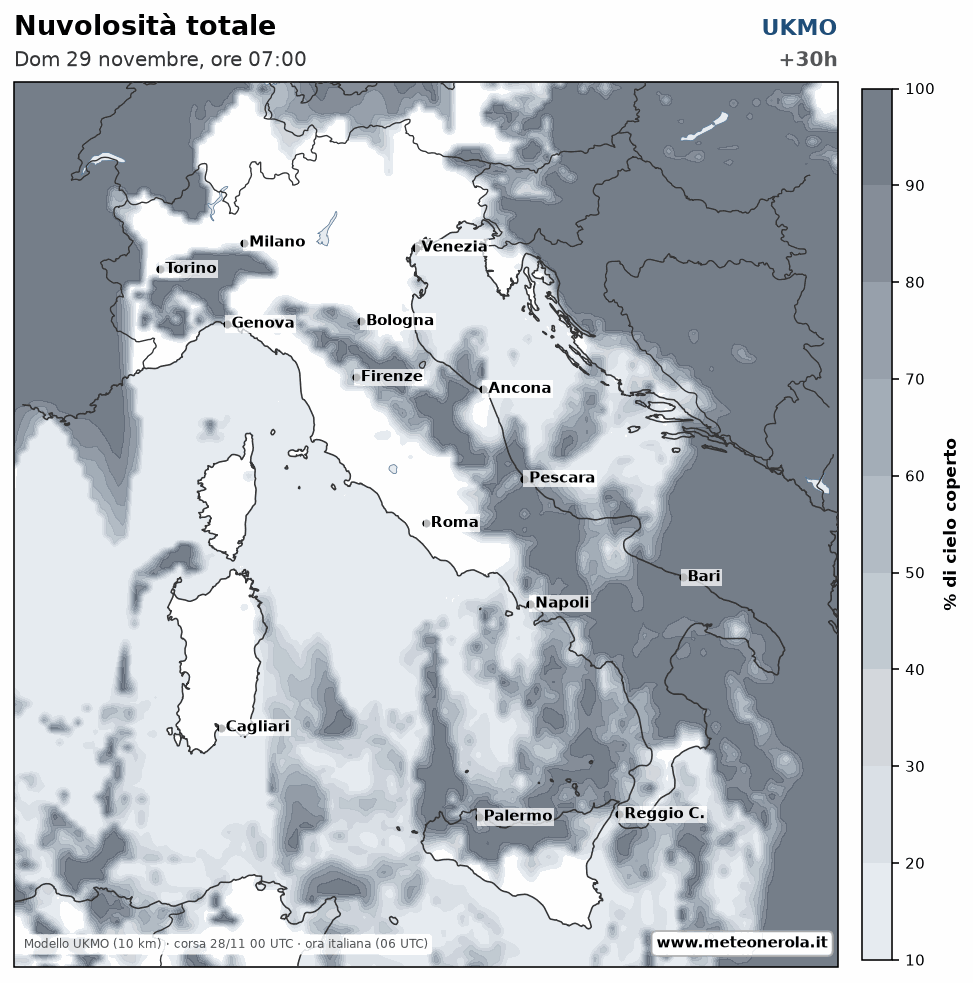 Nuvolosità totale
UKMO
Dom 29 novembre, ore 07:00
+30h
Milano
Venezia
Torino
Genova
Bologna
Firenze
Ancona
Pescara
Roma
Bari
Napoli
Cagliari
Palermo
Reggio C.
Modello UKMO (10 km) · corsa 28/11 00 UTC · ora italiana (06 UTC)
www.meteonerola.it
100
90
80
70
60
50
40
30
20
10
% di cielo coperto